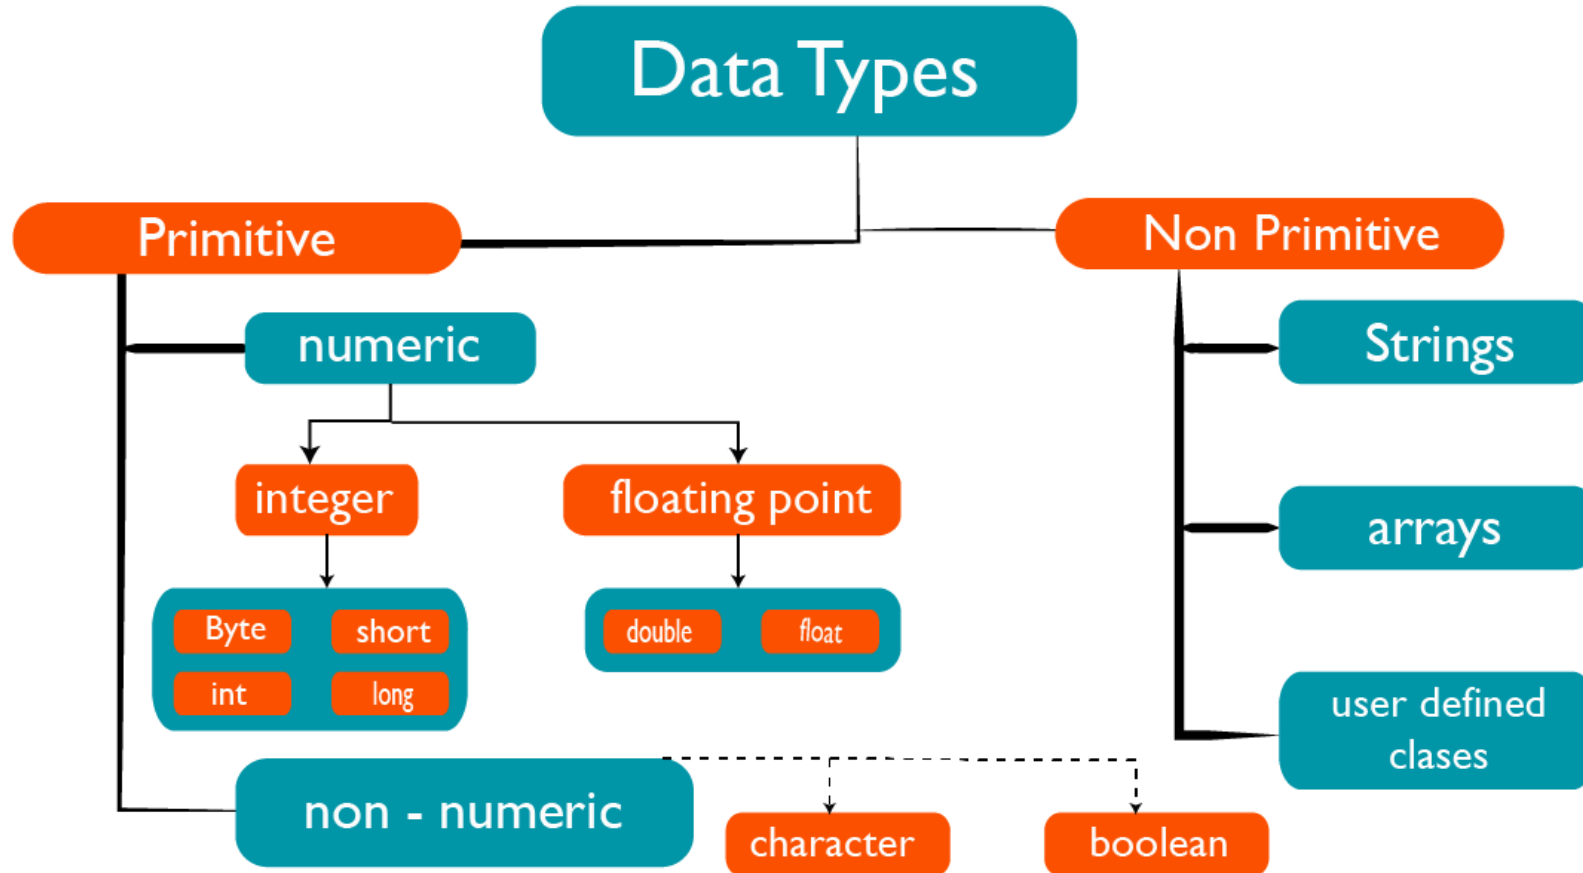 Data Types
Primitive
Non Primitive
numeric
Strings
integer
floating point
arrays
Byte
short
double
float
int
long
user defined
clases
non - numeric
character
boolean